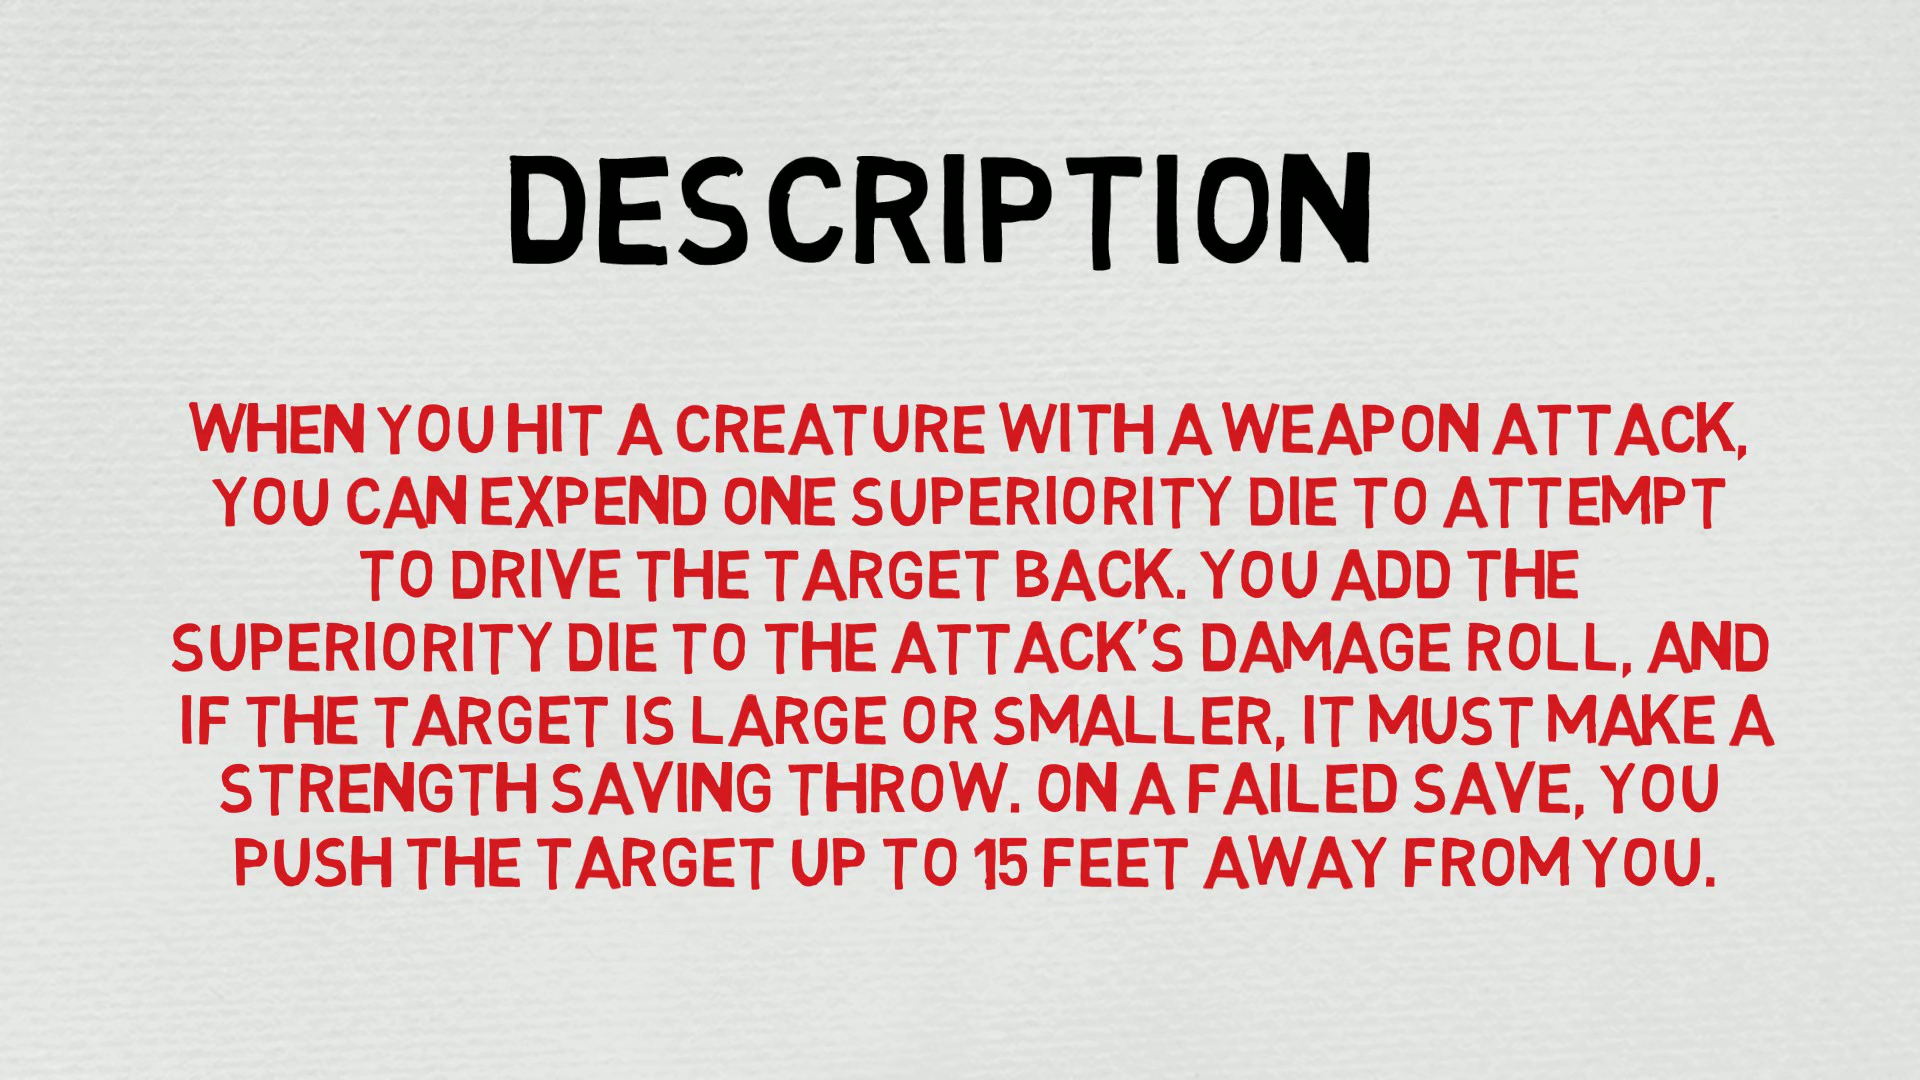 DESCRIPTION
WHEN YOU HIT A CREATURE WITH A WEAPON ATTACK,
YOU CAN EXPEND ONE SUPERIORITY DIE TO ATTEMPT
TO DRIVE THE TARGET BACK. YOU ADD THE
SUPERIORITY DIE TO THE ATTACK'S DAMAGE ROLL, AND
IF THE TARGET IS LARGE OR SMALLER, IT MUST MAKE A
STRENGTH SAVING THROW. ON A FAILED SAVE, YOU
PUSH THE TARGET UP TO 15 FEET AWAY FROM YOU.